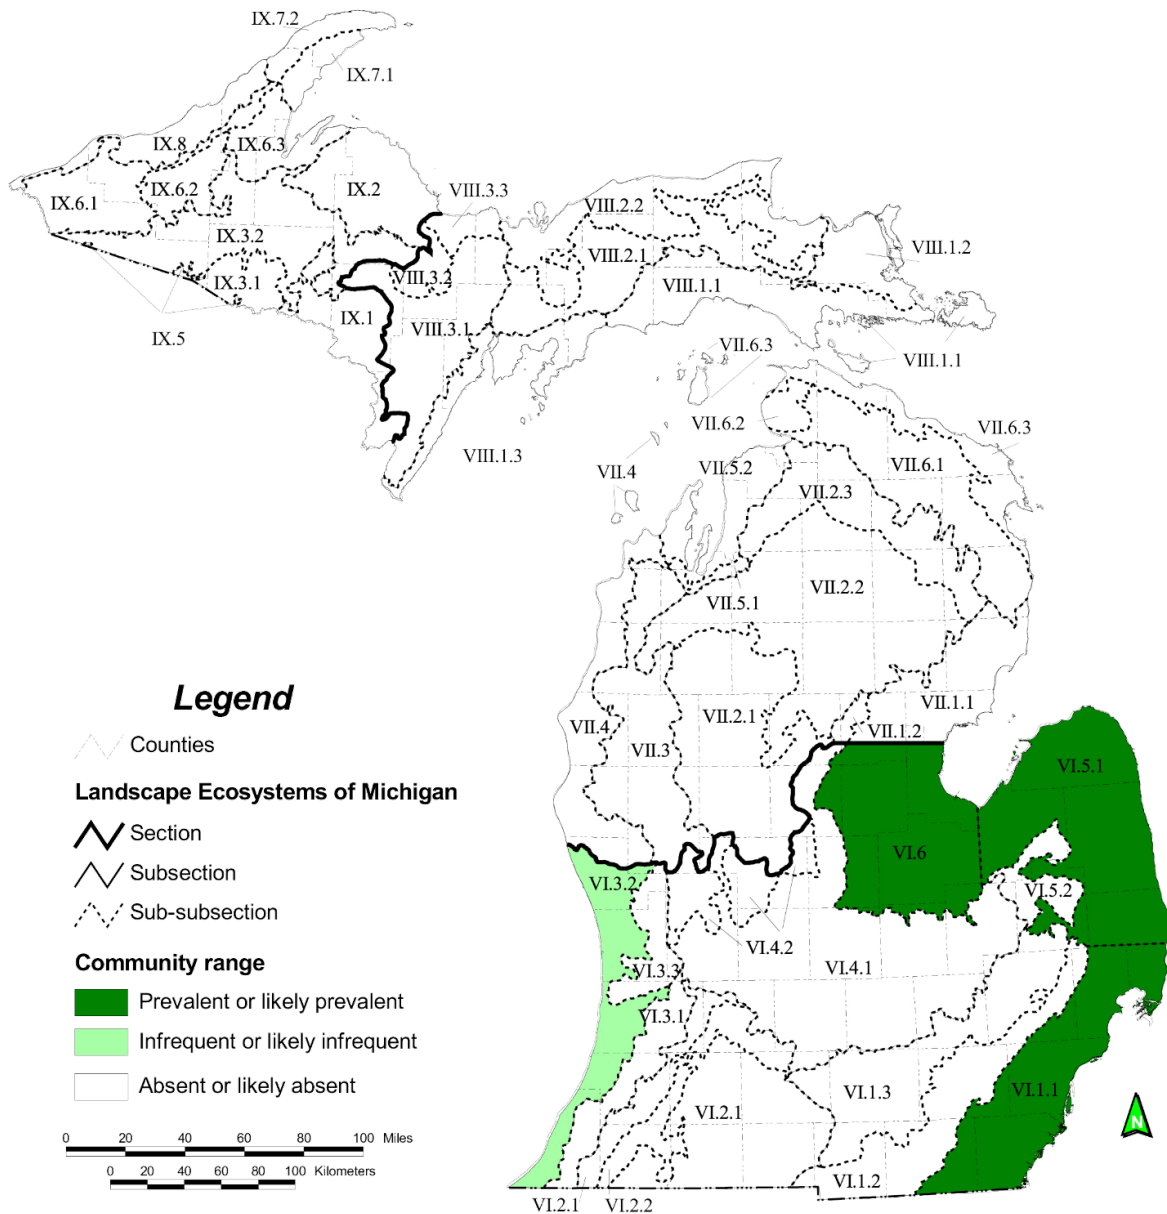 IX.7.2
IX.7.1
IX.8
IX.6.3
IX.6.2
IX.2
VIII.3.3
VIII.2.2
IX.6.1
IX.3.2
VIII.2.1
VIII.1.2
IX.3.1
VIII.3.2
VIII.1.1
IX.5
IX.1
VIII.3.1
VII.6.3
VIII.1.1
VII.6.2
VII.6.3
VIII.1.3
VII.4
VII.5.2
VII.6.1
VII.2.3
VII.5.1
VII.2.2
Legend
VII.4
VII.3
VII.2.1
VII.1.1
VII.1.2
Counties
Landscape Ecosystems of Michigan
Section
Subsection
Sub-subsection
VI.5.1
VI.6
VI.3.2
VI.5.2
VI.4.2
VI.4.1
VI.3.3
VI.3.1
Community range
Prevalent or likely prevalent
Infrequent or likely infrequent
Absent or likely absent
VI.1.3
VI.1.1
VI.2.1
N
0 20 40 60 80 100 Miles
0 20 40 60 80 100 Kilometers
VI.1.2
VI.2.1
VI.2.2